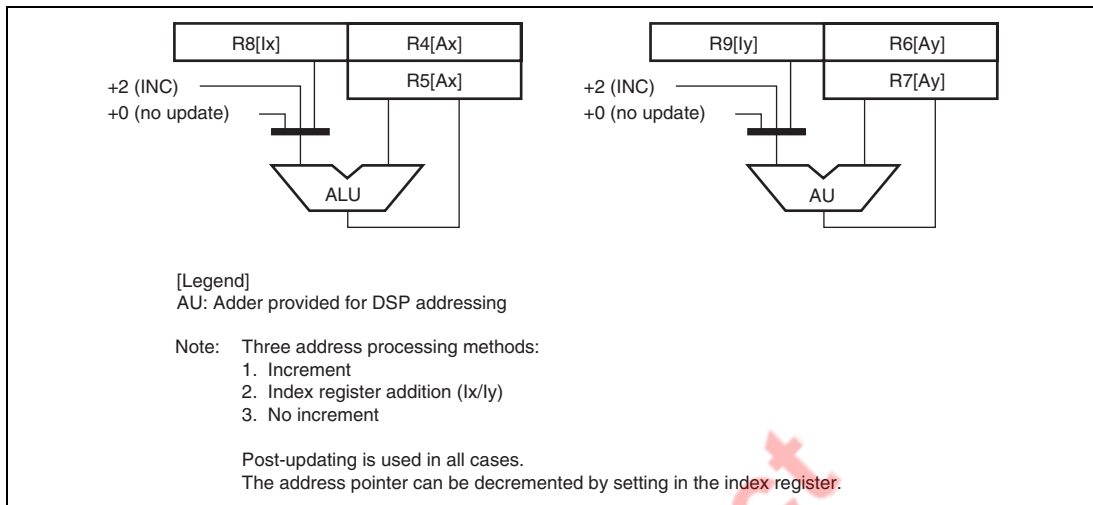 R8[Ix] R4[Ax] R9[Iy] R6[Ay]
R5[Ax] R7[Ay]
+2 (INC) +2 (INC)
+0 (no update) +0 (no update)
ALU AU
[Legend]
AU: Adder provided for DSP addressing
Note: Three address processing methods:
1. Increment
2. Index register addition (Ix/Iy)
3. No increment
Post-updating is used in all cases.
The address pointer can be decremented by setting in the index register.